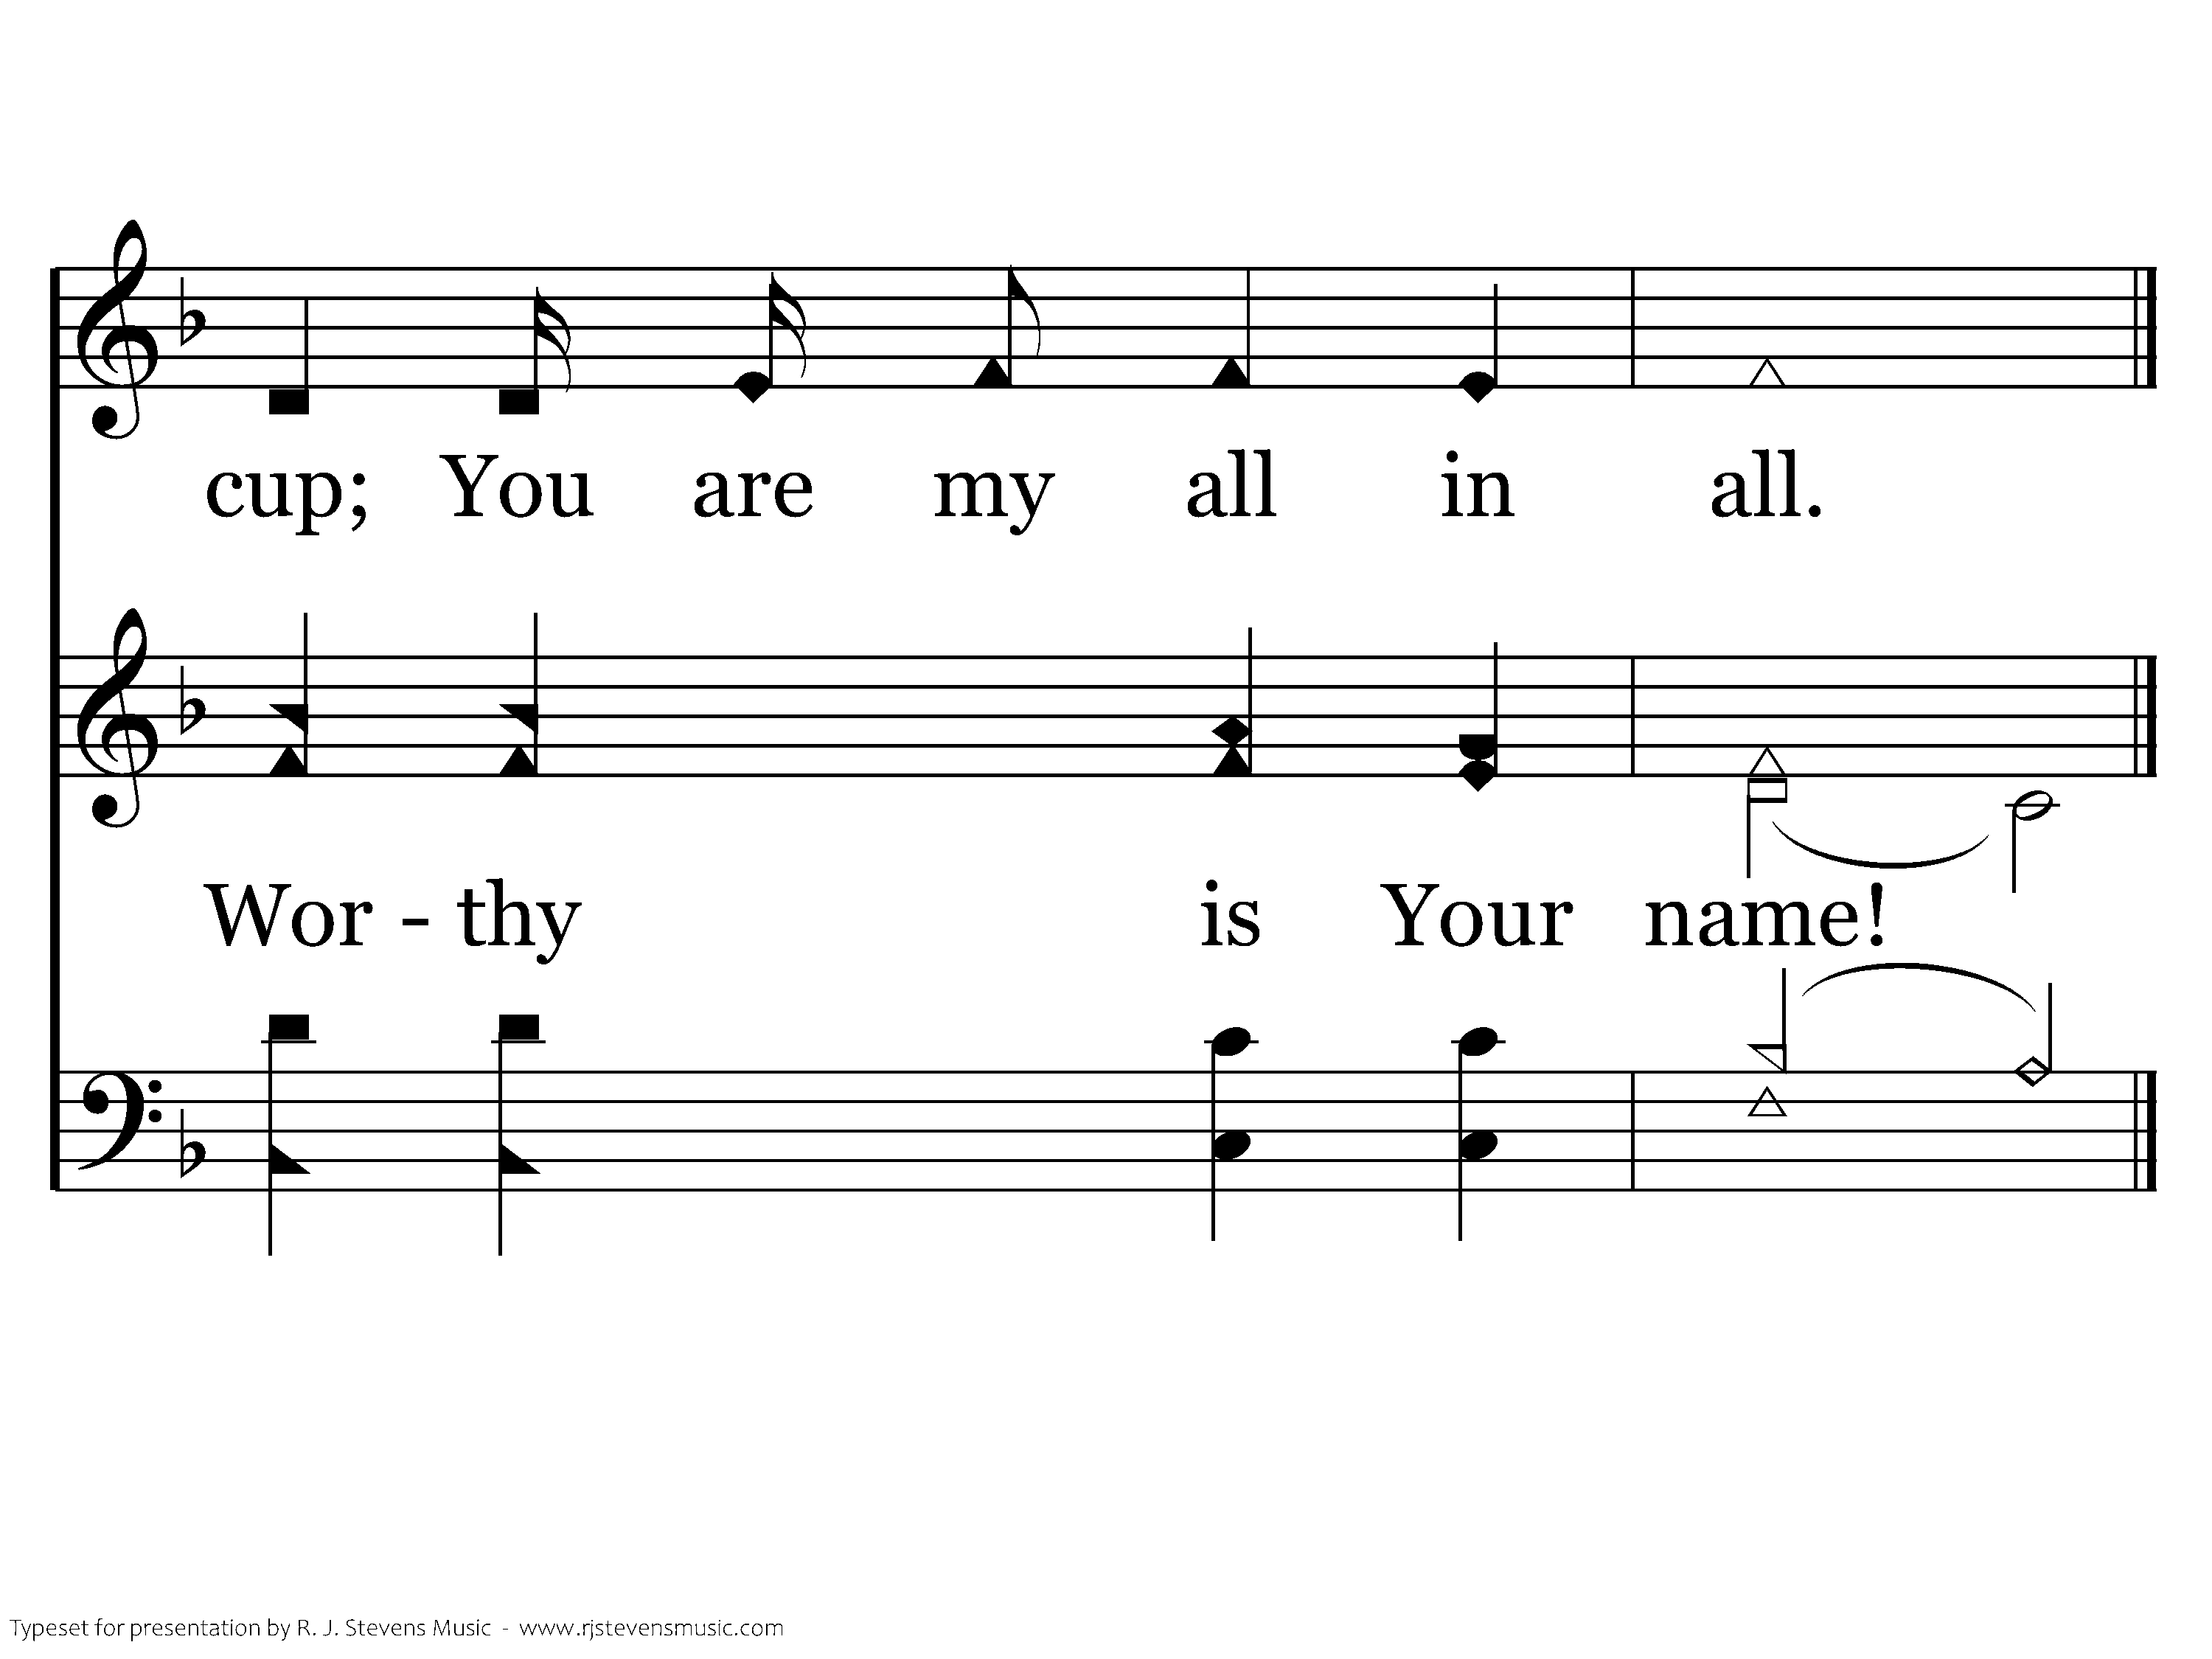 cup; You are my all in all.
Wor - thy is Your name!
Typeset for presentation by R. J. Stevens Music - www.rjstevensmusic.com